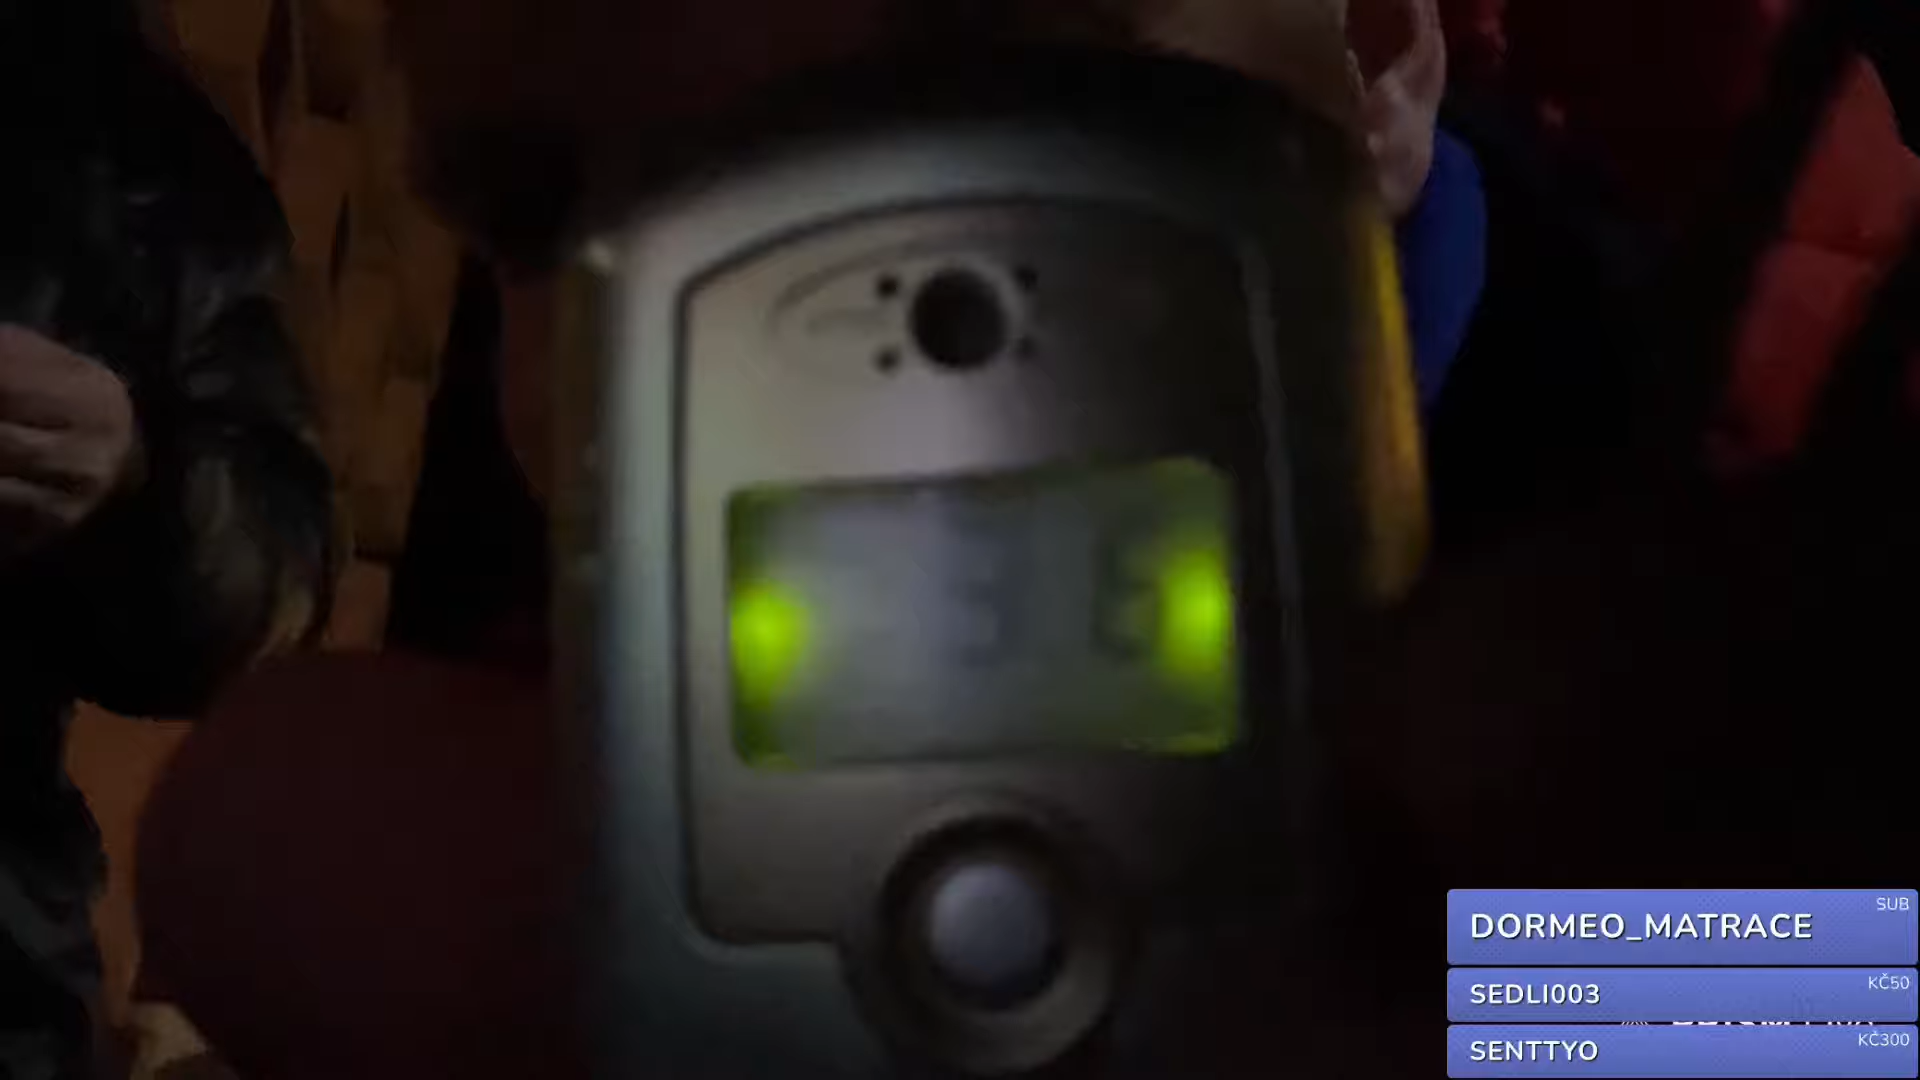 SUB
DORMEO_MATRACE
KČ50
SEDLI003
KČ300
SENTTYO